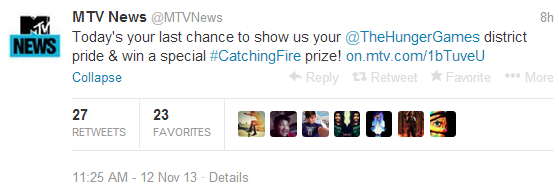 MTV News @MTVNews 8h
Today's your last chance to show us your @TheHungerGames district
pride & win a special #CatchingFire prize! on.mtv.com/1bTuveU
Collapse Reply Retweet Favorite More
MTV
NEWS
27 23
RETWEETS FAVORITES
11:25 AM - 12 Nov 13 · Details